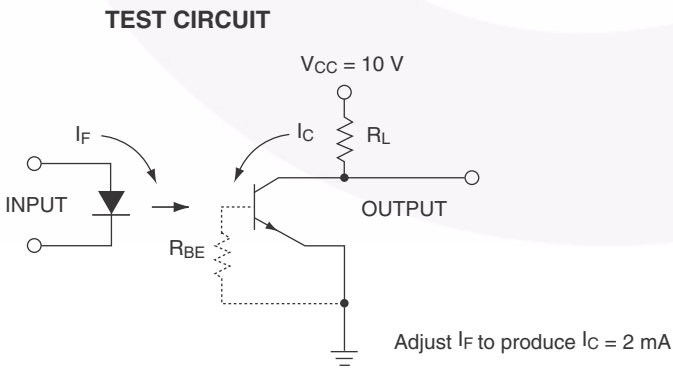 TEST CIRCUIT
VCC = 10 V
IF
IC
RL
INPUT
OUTPUT
RBE
Adjust IF to produce IC = 2 mA